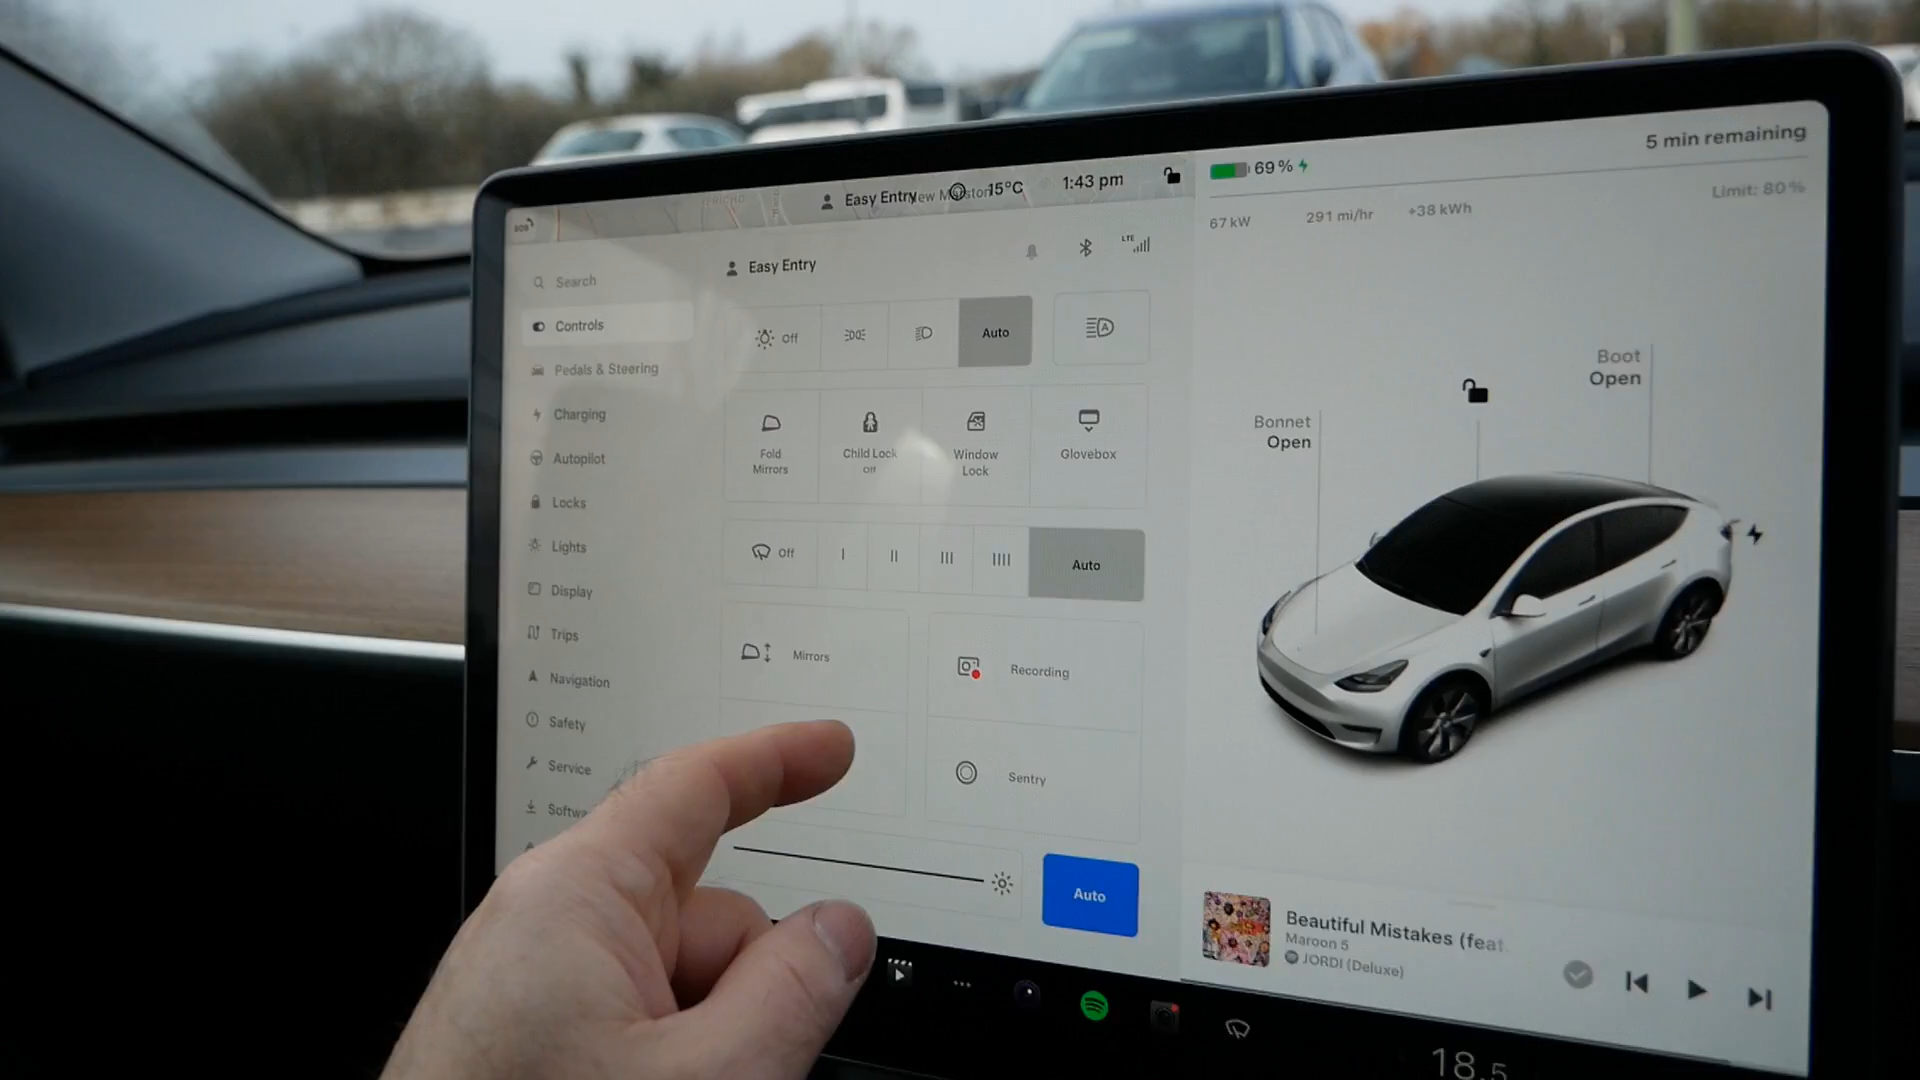 SOS
JERICHO
Easy Entry
15°C
1:43 pm
69%
5 min remaining
67 kW
291 mi/hr
+38 kWh
Limit: 80%
Search
Controls
Pedals & Steering
Charging
Autopilot
Locks
Lights
Display
Trips
Navigation
Safety
Service
Easy Entry
LTE
Off
Auto
A
Fold
Mirrors
Child Lock
Off
Window
Lock
Glovebox
Off
I
II
III
IIII
Auto
Mirrors
Recording
Sentry
Auto
Bonnet
Open
Boot
Open
Beautiful Mistakes (feat.
Maroon 5
JORDI (Deluxe)
18.5